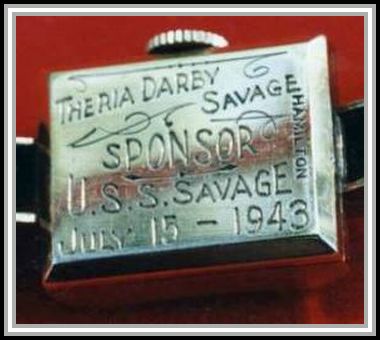 THERIA DARBY
SAVAGE
SPONSOR
U.S.S. SAVAGE
JULY 15 - 1943
HAMILTON